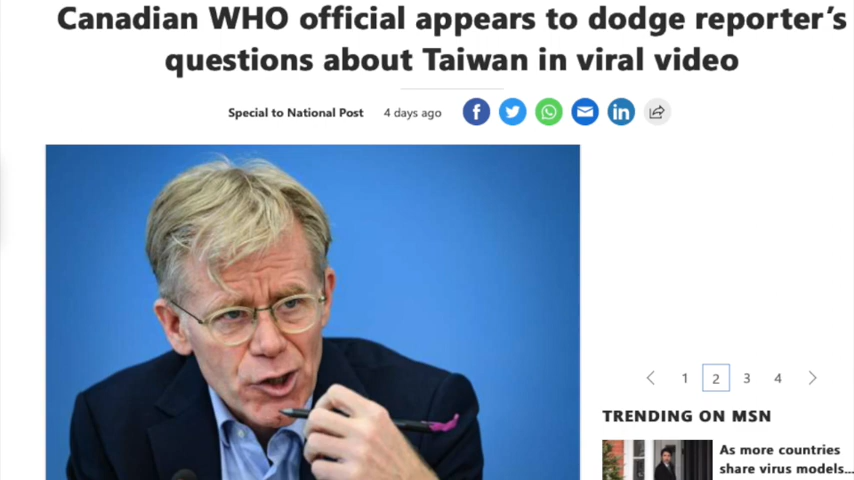 Canadian WHO official appears to dodge reporter's
questions about Taiwan in viral video
Special to National Post 4 days ago
1 2 3 4
TRENDING ON MSN
As more countries
share virus models...